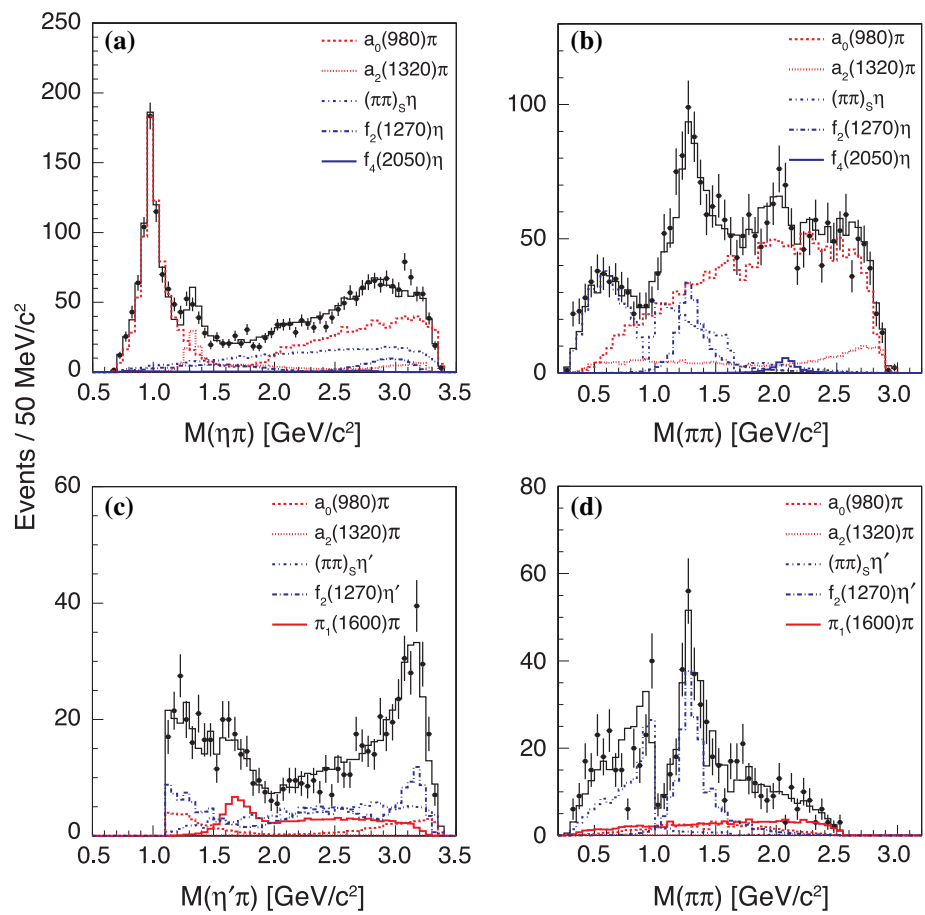 Events / 50 MeV/c²
(a)
a₀(980)π
a₂(1320)π
(ππ)ₛη
f₂(1270)η
f₄(2050)η
250
200
150
100
50
0
0.5 1.0 1.5 2.0 2.5 3.0 3.5
M(ηπ) [GeV/c²]
(b)
a₀(980)π
a₂(1320)π
(ππ)ₛη
f₂(1270)η
f₄(2050)η
100
50
0
0.5 1.0 1.5 2.0 2.5 3.0
M(ππ) [GeV/c²]
(c)
a₀(980)π
a₂(1320)π
(ππ)ₛη′
f₂(1270)η′
π₁(1600)π
60
40
20
0
0.5 1.0 1.5 2.0 2.5 3.0 3.5
M(η′π) [GeV/c²]
(d)
a₀(980)π
a₂(1320)π
(ππ)ₛη′
f₂(1270)η′
π₁(1600)π
80
60
40
20
0
0.5 1.0 1.5 2.0 2.5 3.0
M(ππ) [GeV/c²]